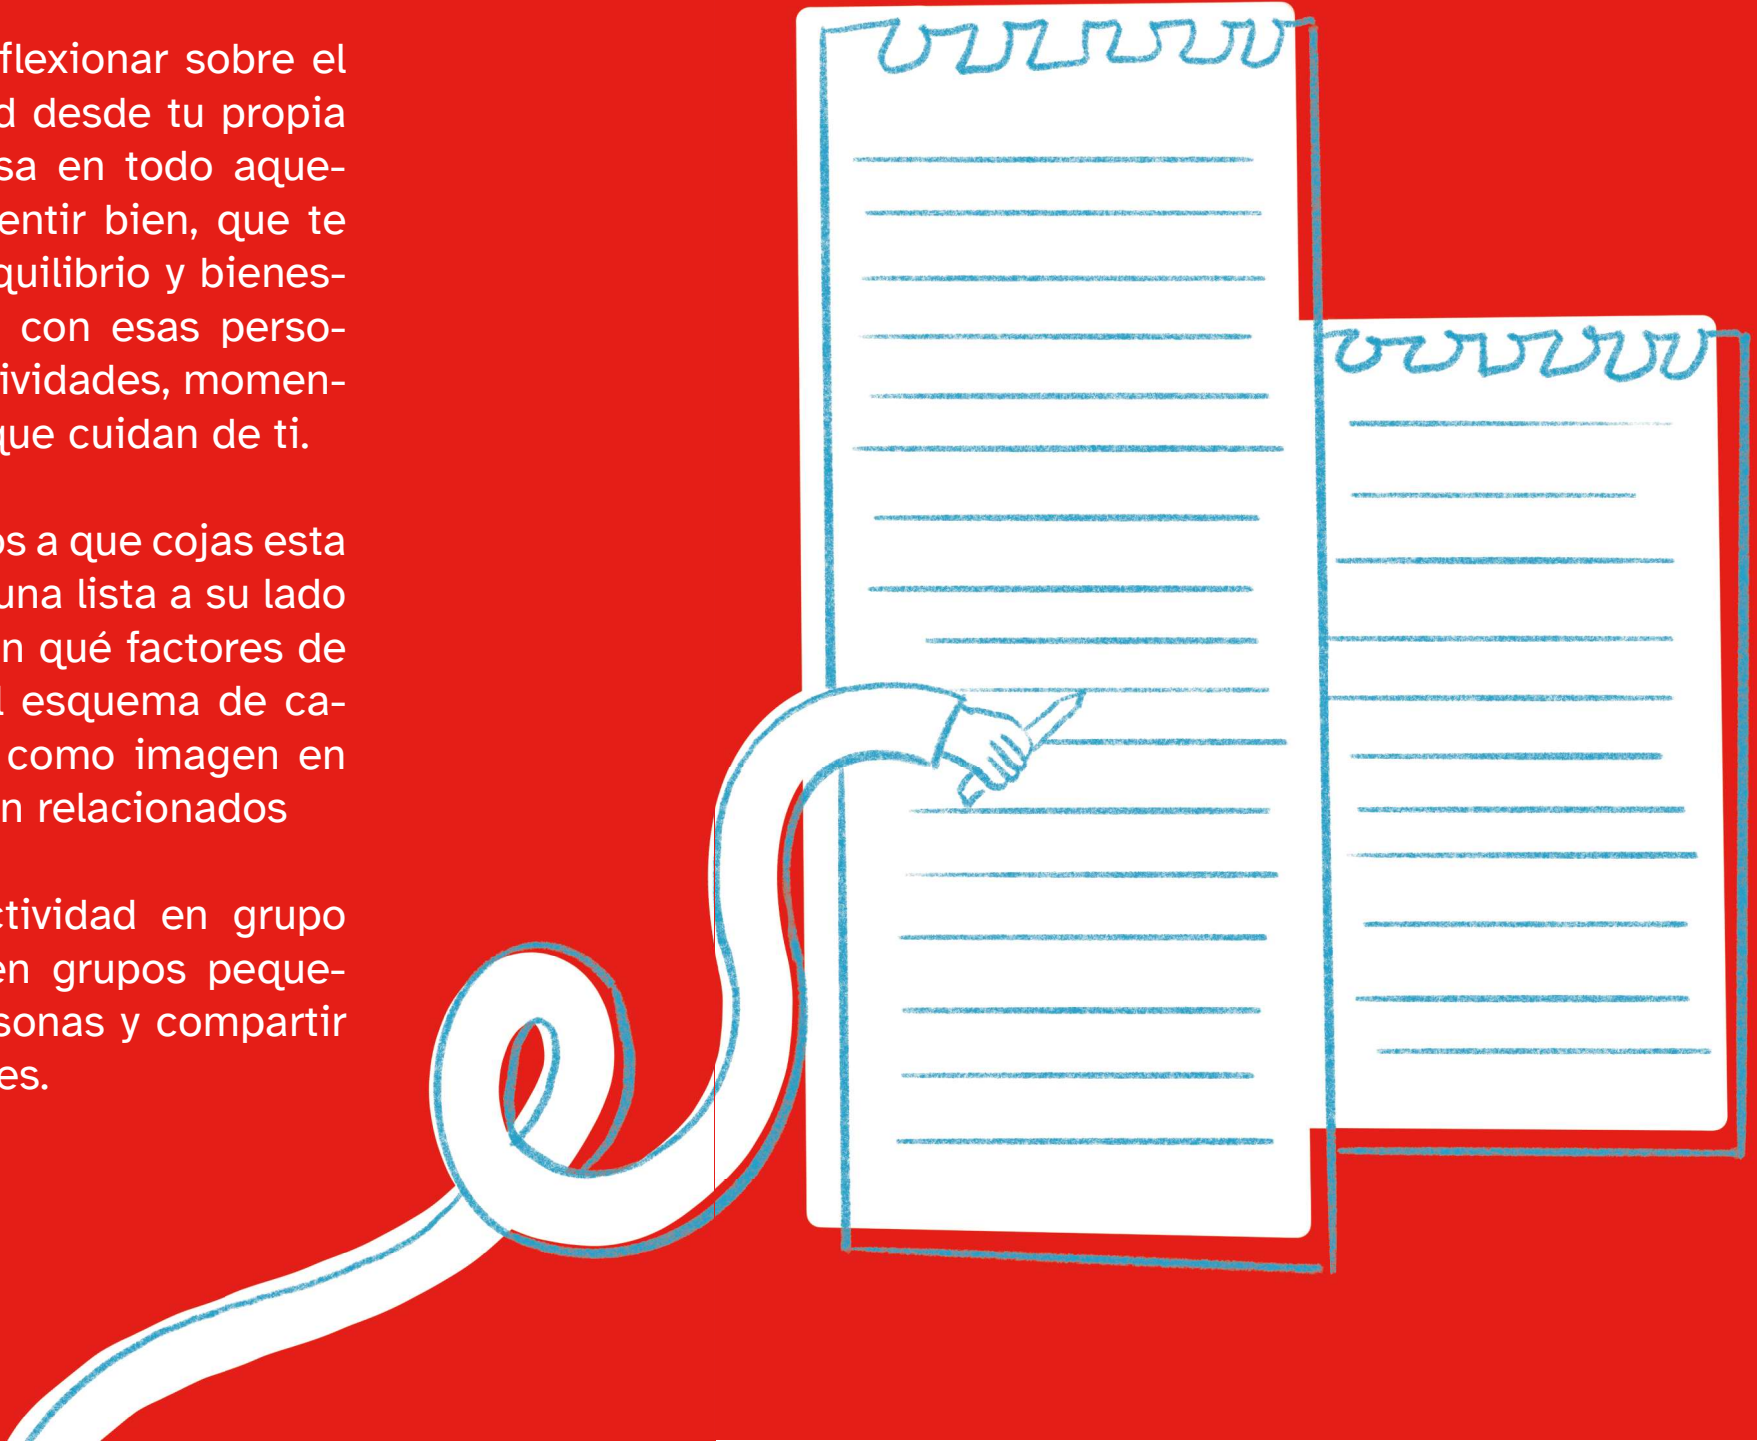 flexionar sobre el
d desde tu propia
sa en todo aque-
entir bien, que te
quilibrio y bienes-
con esas perso-
ividades, momen-
que cuidan de ti.
os a que cojas esta
una lista a su lado
n qué factores de
l esquema de ca-
como imagen en
n relacionados
ctividad en grupo
en grupos peque-
sonas y compartir
es.